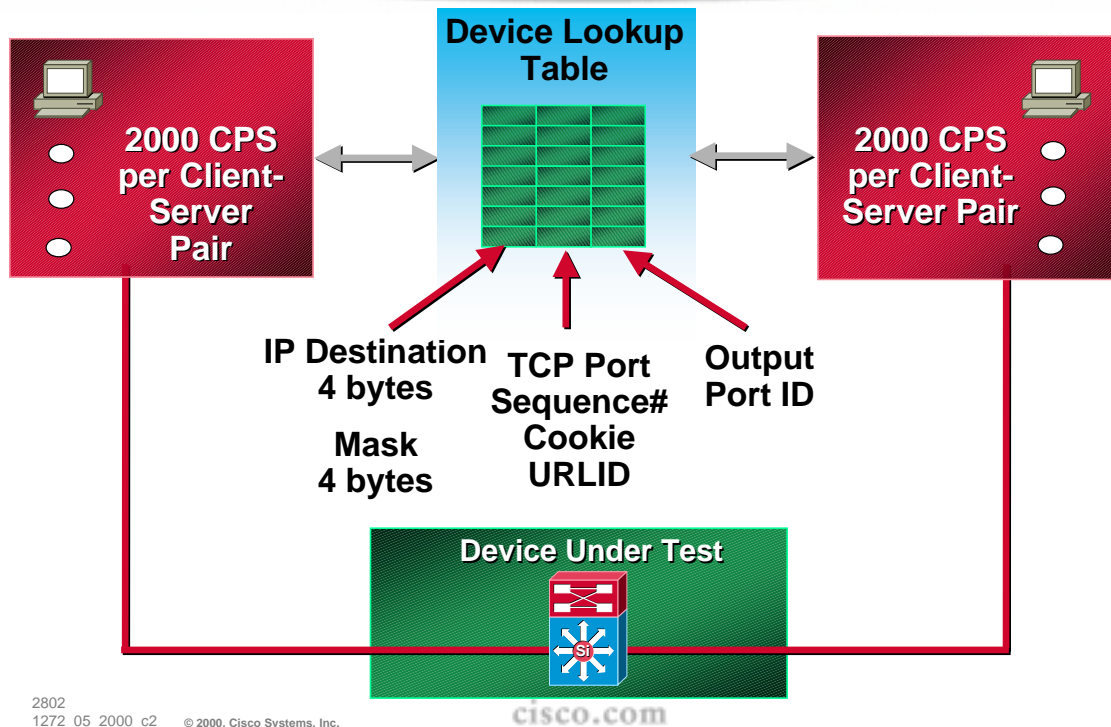 Device Lookup
Table
2000 CPS
per Client-
Server
Pair
2000 CPS
per Client-
Server Pair
IP Destination
4 bytes
Mask
4 bytes
TCP Port
Sequence#
Cookie
URLID
Output
Port ID
Device Under Test
Si
2802
1272_05_2000_c2 © 2000, Cisco Systems, Inc.
cisco.com